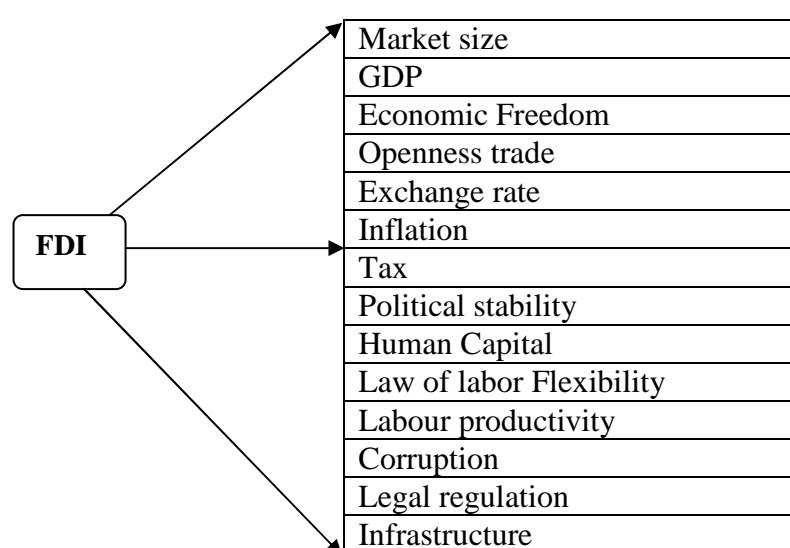 Market size
GDP
Economic Freedom
Openness trade
Exchange rate
FDI
Inflation
Tax
Political stability
Human Capital
Law of labor Flexibility
Labour productivity
Corruption
Legal regulation
Infrastructure